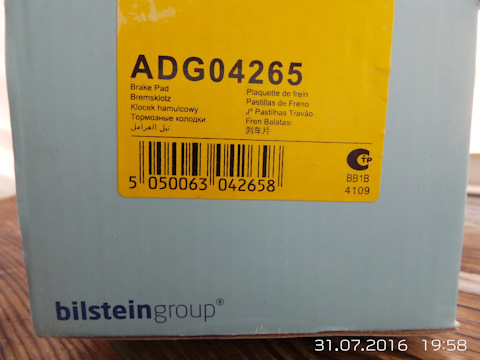 ADG04265
Brake Pad
Bremsklotz
Klocek hamulcowy
Тормозные колодки
Plaquette de frein
Pastillas de Freno
Jº Pastilhas Travão
Fren Balatası
刹车片
TP
BB1B
4109
5 050063 042658
bilsteingroup®
31.07.2016 19:58